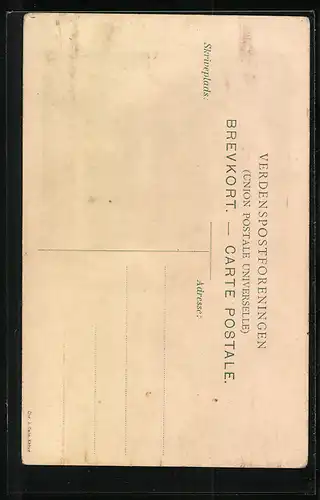 VERDENSPOSTFORENINGEN
(UNION POSTALE UNIVERSELLE)
BREVKORT. — CARTE POSTALE.
Skriveplads:
Adresse: